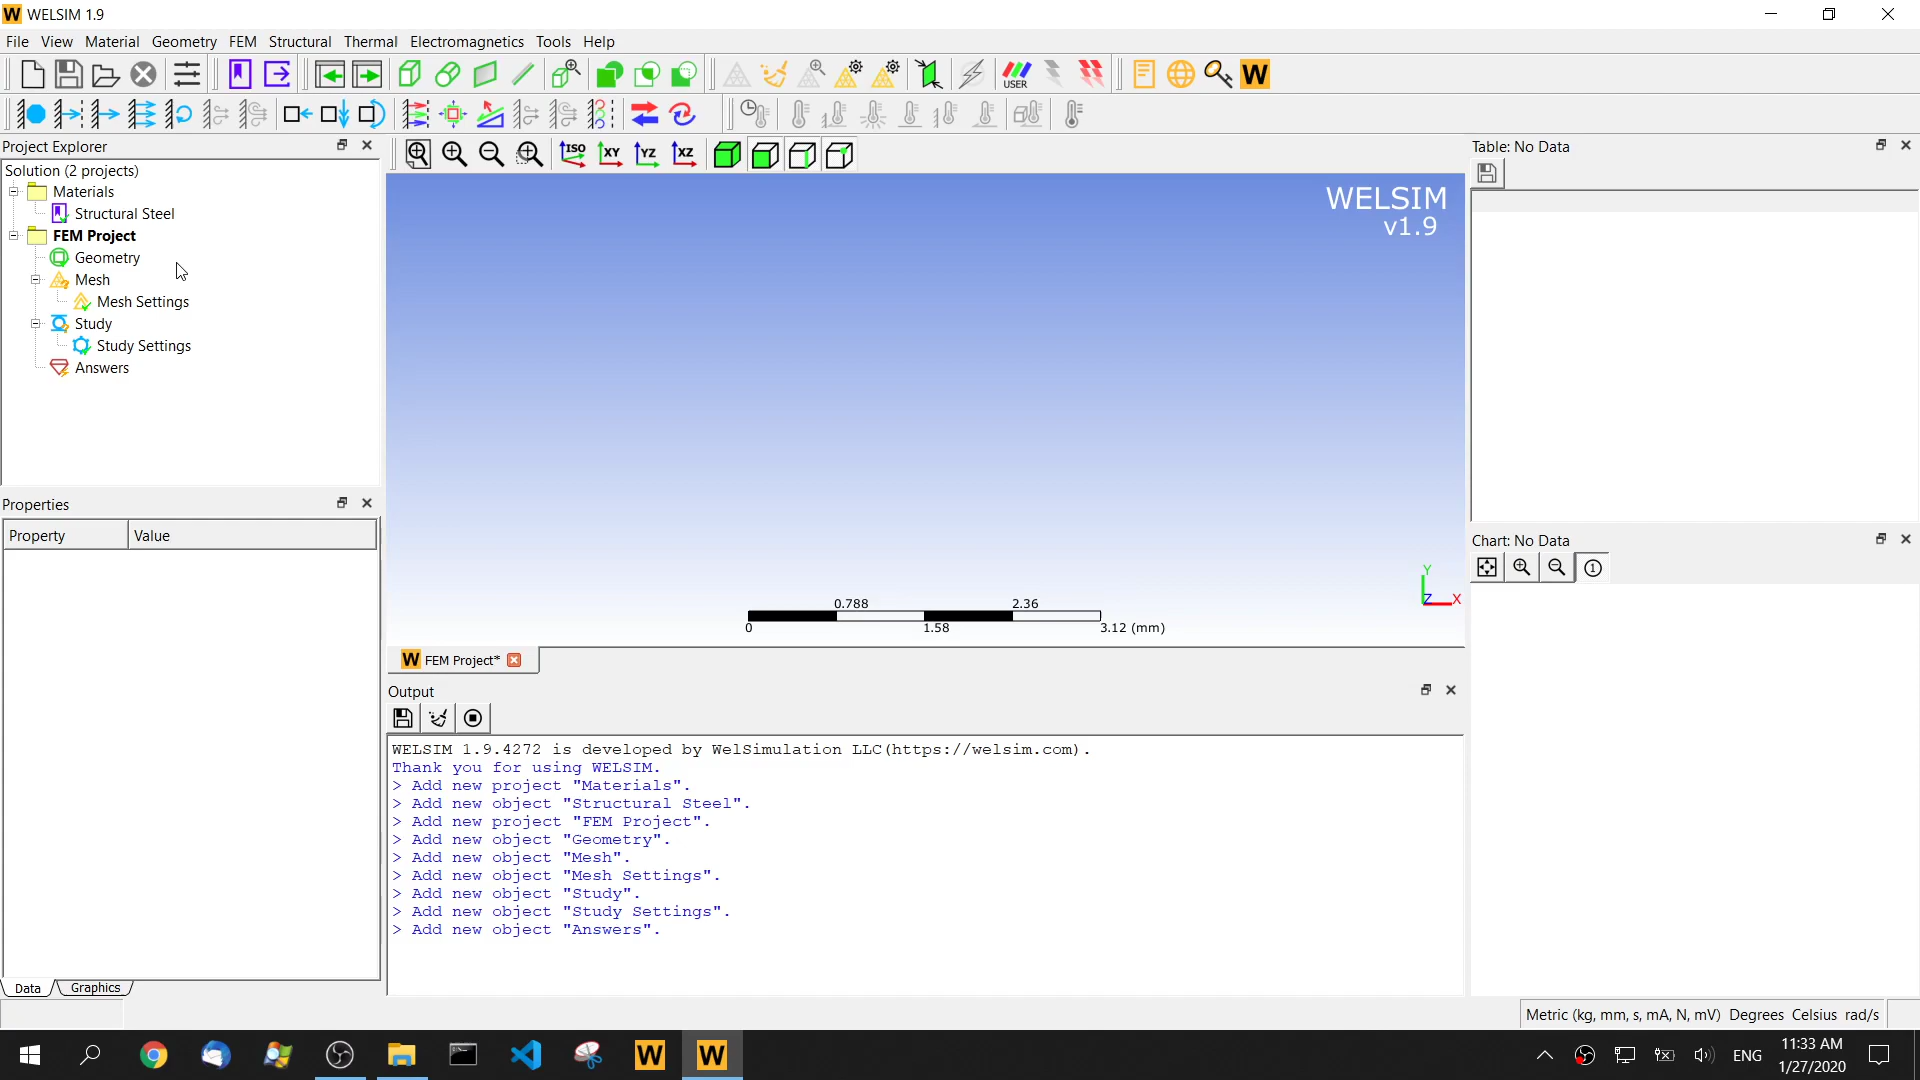 WELSIM 1.9
File View Material Geometry FEM Structural Thermal Electromagnetics Tools Help
USER
W
Project Explorer
Solution (2 projects)
Materials
Structural Steel
FEM Project
Geometry
Mesh
Mesh Settings
Study
Study Settings
Answers
Properties
Property Value
Data Graphics
ISO XY YZ XZ
WELSIM
v1.9
Y
Z X
0.788 2.36
0 1.58 3.12 (mm)
W FEM Project*
Output
WELSIM 1.9.4272 is developed by WelSimulation LLC(https://welsim.com).
Thank you for using WELSIM.
> Add new project "Materials".
> Add new object "Structural Steel".
> Add new project "FEM Project".
> Add new object "Geometry".
> Add new object "Mesh".
> Add new object "Mesh Settings".
> Add new object "Study".
> Add new object "Study Settings".
> Add new object "Answers".
Table: No Data
Chart: No Data
Metric (kg, mm, s, mA, N, mV) Degrees Celsius rad/s
W W
ENG
11:33 AM
1/27/2020